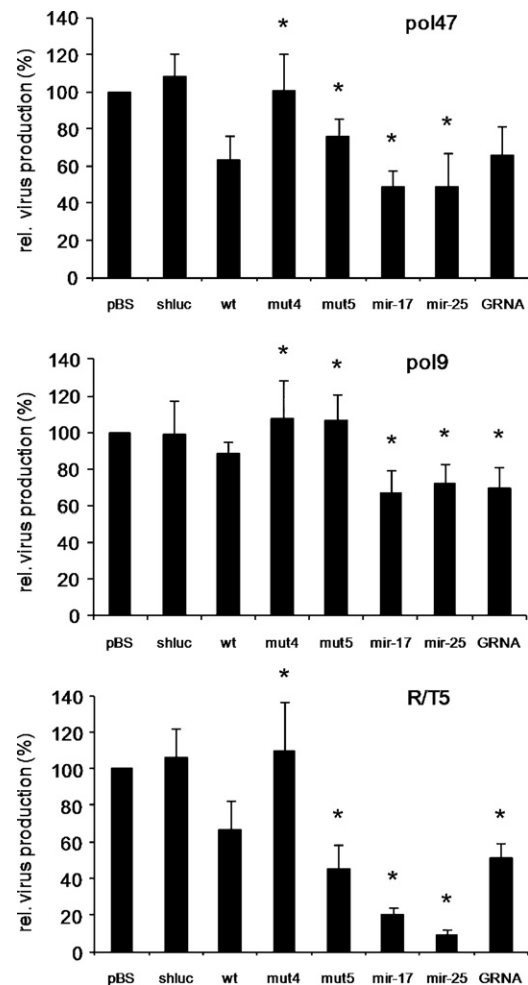 pol47
rel. virus production (%)
140
120
100
80
60
40
20
0
* * * *
pBS shluc wt mut4 mut5 mir-17 mir-25 GRNA
pol9
rel. virus production (%)
140
120
100
80
60
40
20
0
* * * * *
pBS shluc wt mut4 mut5 mir-17 mir-25 GRNA
R/T5
rel. virus production (%)
140
120
100
80
60
40
20
0
* * * * *
pBS shluc wt mut4 mut5 mir-17 mir-25 GRNA